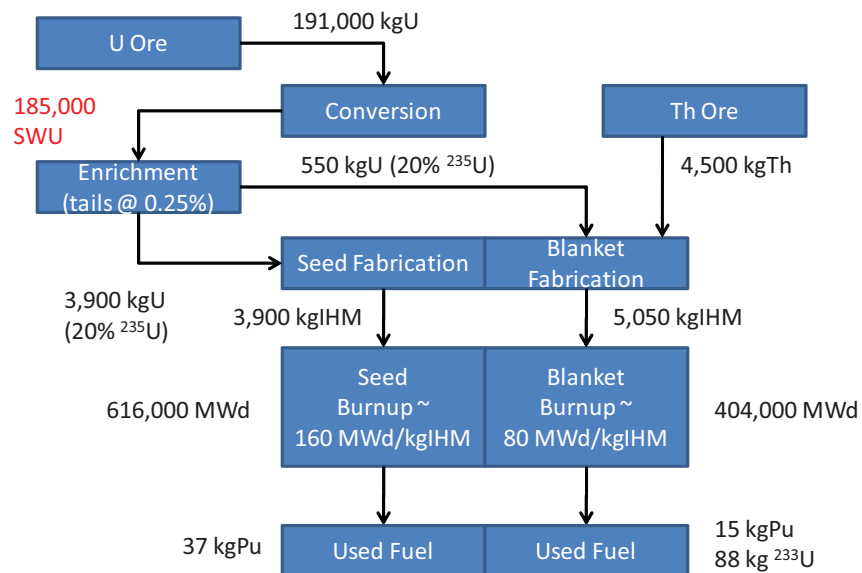 191,000 kgU
U Ore
185,000
SWU
Conversion
Th Ore
Enrichment
(tails @ 0.25%)
550 kgU (20% ²³⁵U)
4,500 kgTh
Seed Fabrication
Blanket
Fabrication
3,900 kgU
(20% ²³⁵U)
3,900 kgIHM
5,050 kgIHM
616,000 MWd
Seed
Burnup ~
160 MWd/kgIHM
Blanket
Burnup ~
80 MWd/kgIHM
404,000 MWd
37 kgPu
Used Fuel
Used Fuel
15 kgPu
88 kg ²³³U